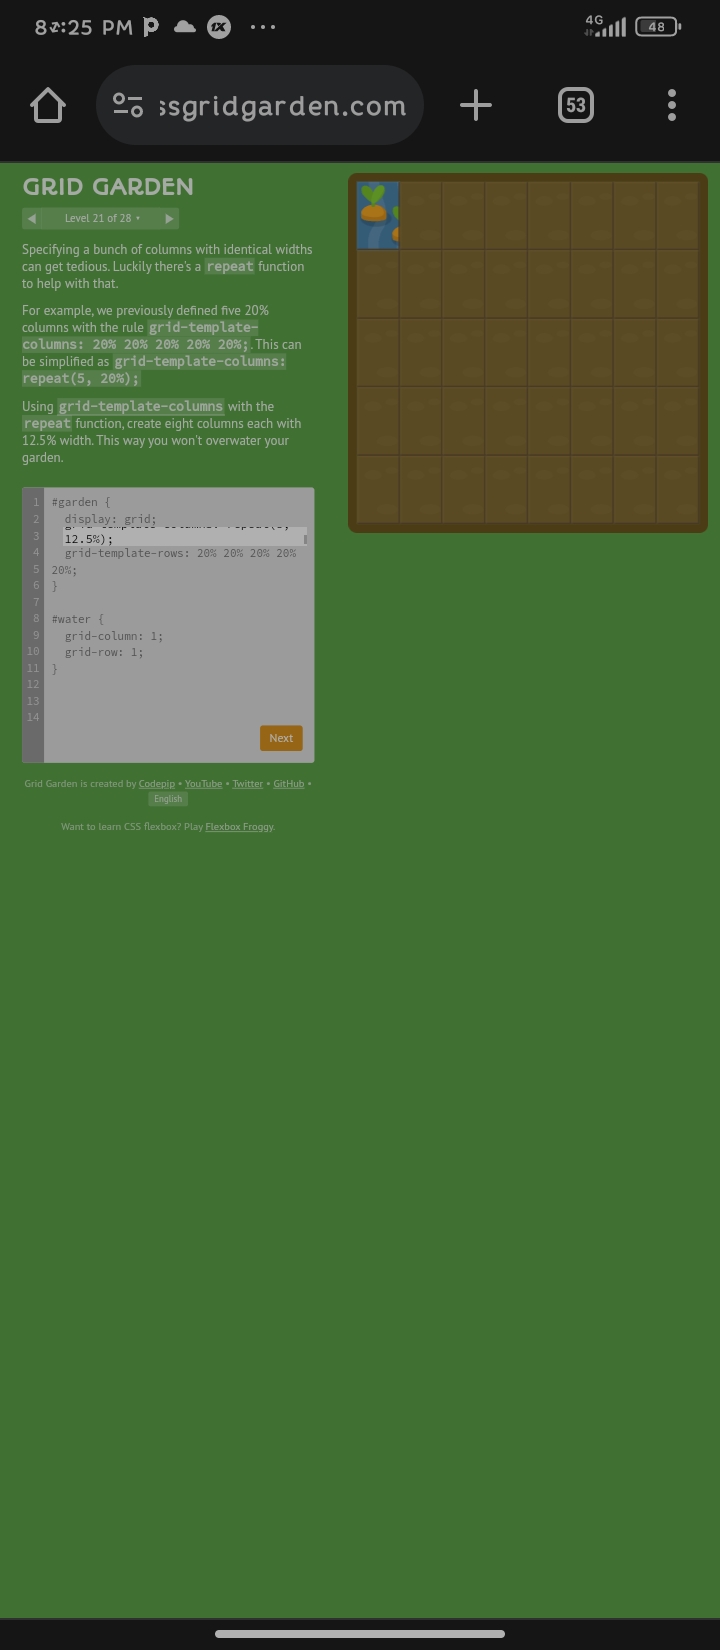 8:25 PM
4G
48
ssgridgarden.com
53
GRID GARDEN
◀ Level 21 of 28 ▾ ▶
Specifying a bunch of columns with identical widths
can get tedious. Luckily there's a repeat function
to help with that.
For example, we previously defined five 20%
columns with the rule grid-template-
columns: 20% 20% 20% 20% 20%;. This can
be simplified as grid-template-columns:
repeat(5, 20%);
Using grid-template-columns with the
repeat function, create eight columns each with
12.5% width. This way you won't overwater your
garden.
1 #garden {
2 display: grid;
grid-template-columns: repeat(8,
3 12.5%);
4 grid-template-rows: 20% 20% 20% 20%
5 20%;
6 }
7
8 #water {
9 grid-column: 1;
10 grid-row: 1;
11 }
12
13
14
Next
Grid Garden is created by Codepip • YouTube • Twitter • GitHub •
English
Want to learn CSS flexbox? Play Flexbox Froggy.